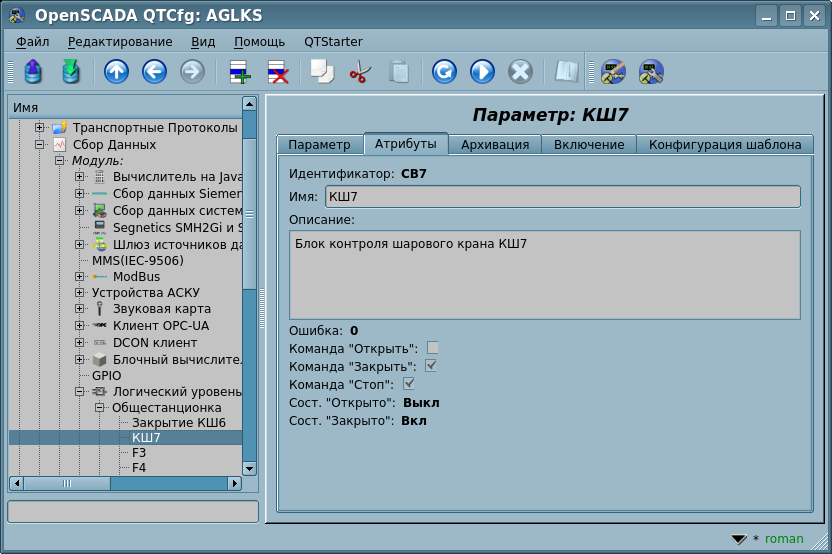 OpenSCADA QTCfg: AGLKS
Файл Редактирование Вид Помощь QTStarter
Имя
Транспортные Протоколы
Сбор Данных
Модуль:
Вычислитель на Java
Сбор данных Siemen
Сбор данных систем
Segnetics SMH2Gi и S
Шлюз источников да
MMS(IEC-9506)
ModBus
Устройства АСКУ
Звуковая карта
Клиент OPC-UA
DCON клиент
Блочный вычислител
GPIO
Логический уровень
Общестанционка
Закрытие КШ6
КШ7
F3
F4
Параметр: КШ7
Параметр Атрибуты Архивация Включение Конфигурация шаблона
Идентификатор: CB7
Имя: КШ7
Описание:
Блок контроля шарового крана КШ7
Ошибка: 0
Команда "Открыть":
Команда "Закрыть":
Команда "Стоп":
Сост. "Открыто": Выкл
Сост. "Закрыто": Вкл
* roman